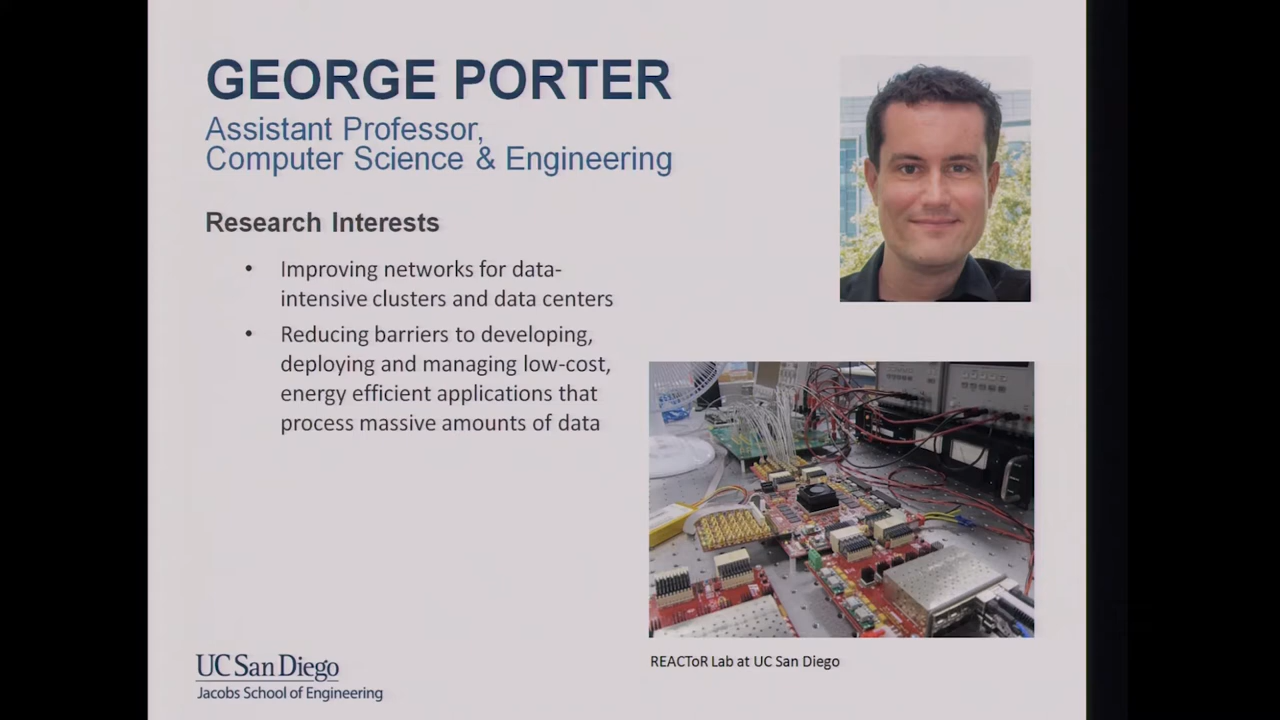 GEORGE PORTER
Assistant Professor,
Computer Science & Engineering
Research Interests
• Improving networks for data-
intensive clusters and data centers
• Reducing barriers to developing,
deploying and managing low-cost,
energy efficient applications that
process massive amounts of data
REACToR Lab at UC San Diego
UC San Diego
Jacobs School of Engineering